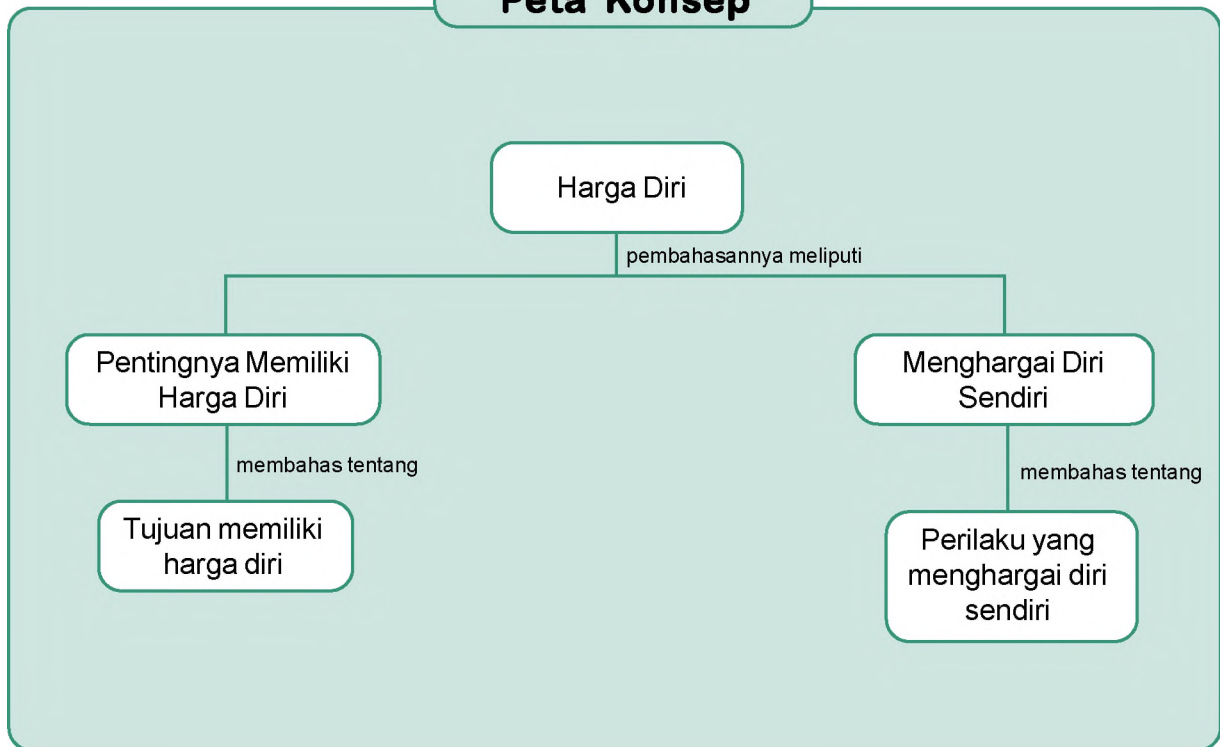 Peta Konsep
Harga Diri
pembahasannya meliputi
Pentingnya Memiliki
Harga Diri
membahas tentang
Tujuan memiliki
harga diri
Menghargai Diri
Sendiri
membahas tentang
Perilaku yang
menghargai diri
sendiri